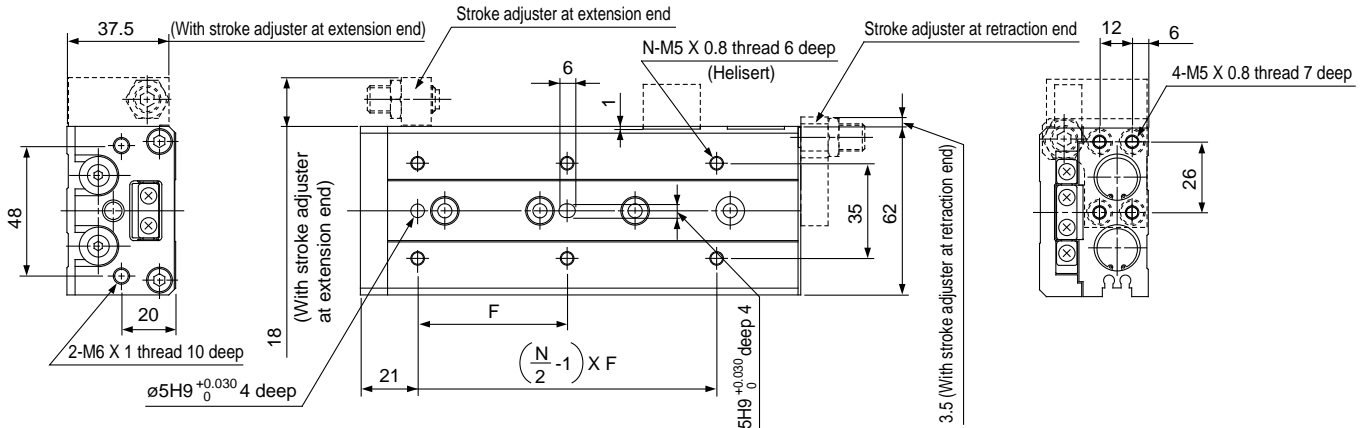 37.5
(With stroke adjuster at extension end)
Stroke adjuster at extension end
N-M5 X 0.8 thread 6 deep
(Helisert)
Stroke adjuster at retraction end
12
6
4-M5 X 0.8 thread 7 deep
6
1
48
20
2-M6 X 1 thread 10 deep
18
(With stroke adjuster
at extension end)
35
62
26
F
(N/2 -1) X F
21
ø5H9 +0.030 0 4 deep
5H9 +0.030 0 deep 4
3.5 (With stroke adjuster at retraction end)